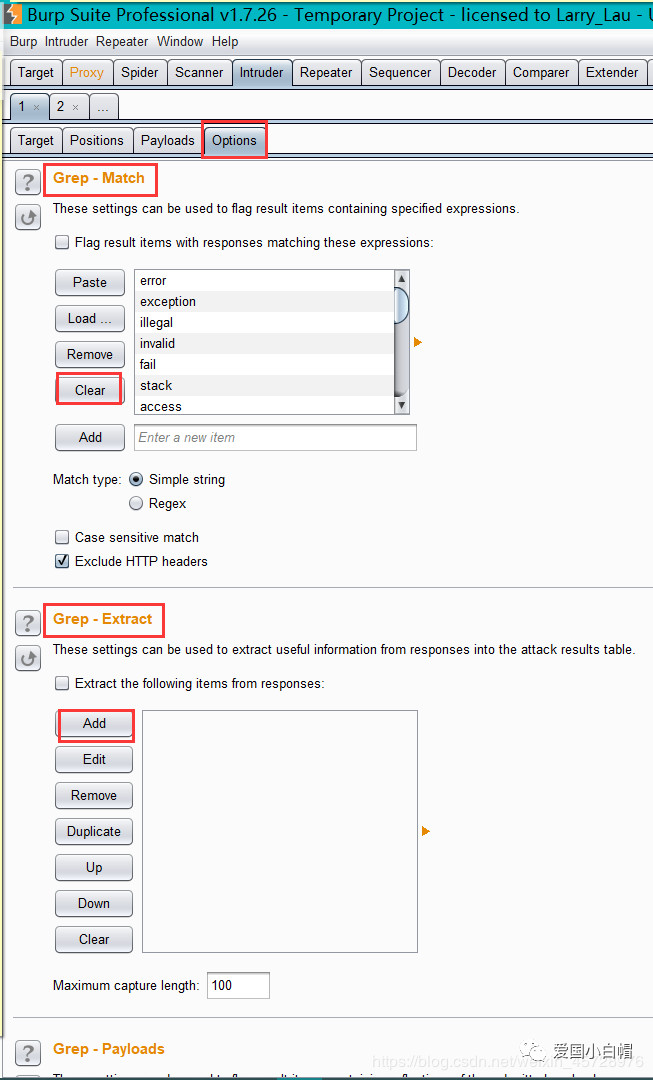 Burp Suite Professional v1.7.26 - Temporary Project - licensed to Larry_Lau -
Burp Intruder Repeater Window Help
Target Proxy Spider Scanner Intruder Repeater Sequencer Decoder Comparer Extender
1 × 2 × ...
Target Positions Payloads Options
? Grep - Match
These settings can be used to flag result items containing specified expressions.
Flag result items with responses matching these expressions:
Paste
Load ...
Remove
Clear
error
exception
illegal
invalid
fail
stack
access
Add Enter a new item
Match type: Simple string
Regex
Case sensitive match
Exclude HTTP headers
? Grep - Extract
These settings can be used to extract useful information from responses into the attack results table.
Extract the following items from responses:
Add
Edit
Remove
Duplicate
Up
Down
Clear
Maximum capture length: 100
? Grep - Payloads
爱国小白帽
https://blog.csdn.net/weixin_45728976